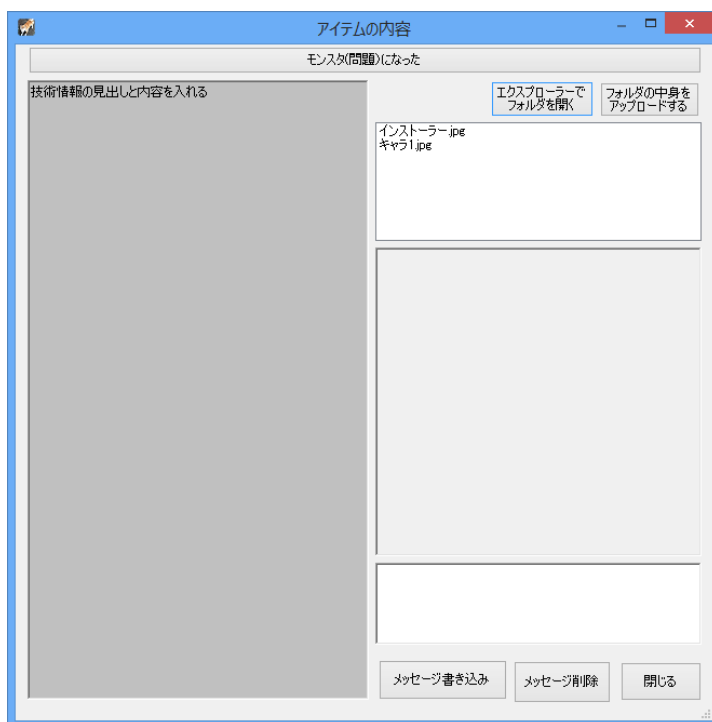 アイテムの内容
モンスタ(問題)になった
技術情報の見出しと内容を入れる
エクスプローラーで
フォルダを開く
フォルダの中身を
アップロードする
インストーラー.jpg
キャラ1.jpg
メッセージ書き込み
メッセージ削除
閉じる